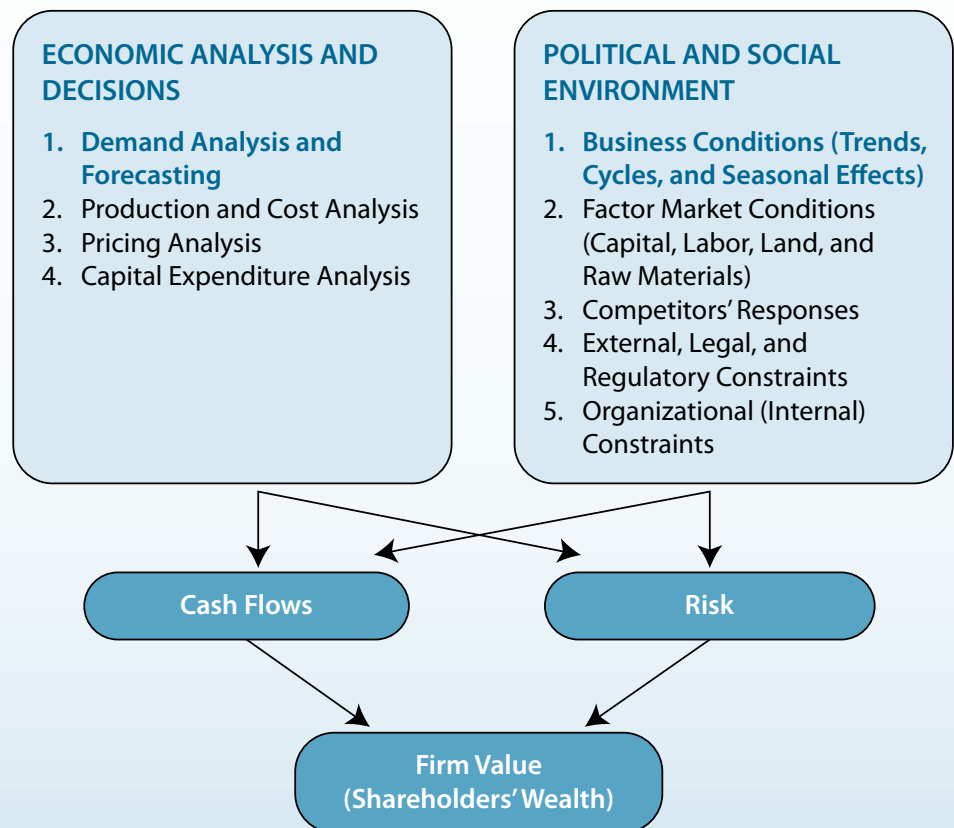 ECONOMIC ANALYSIS AND
DECISIONS
1. Demand Analysis and
Forecasting
2. Production and Cost Analysis
3. Pricing Analysis
4. Capital Expenditure Analysis
POLITICAL AND SOCIAL
ENVIRONMENT
1. Business Conditions (Trends,
Cycles, and Seasonal Effects)
2. Factor Market Conditions
(Capital, Labor, Land, and
Raw Materials)
3. Competitors’ Responses
4. External, Legal, and
Regulatory Constraints
5. Organizational (Internal)
Constraints
Cash Flows
Risk
Firm Value
(Shareholders’ Wealth)